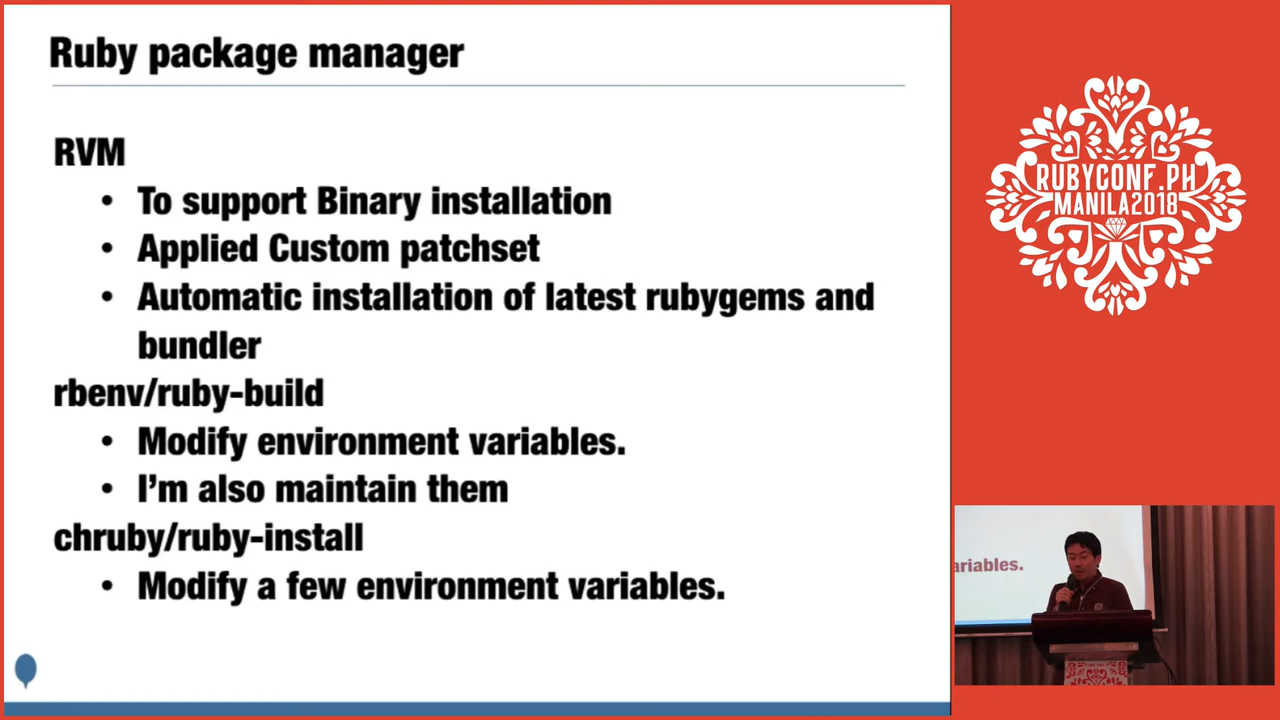 Ruby package manager
RVM
• To support Binary installation
• Applied Custom patchset
• Automatic installation of latest rubygems and
bundler
rbenv/ruby-build
• Modify environment variables.
• I'm also maintain them
chruby/ruby-install
• Modify a few environment variables.
RUBYCONF.PH
MANILA2018
ariables.